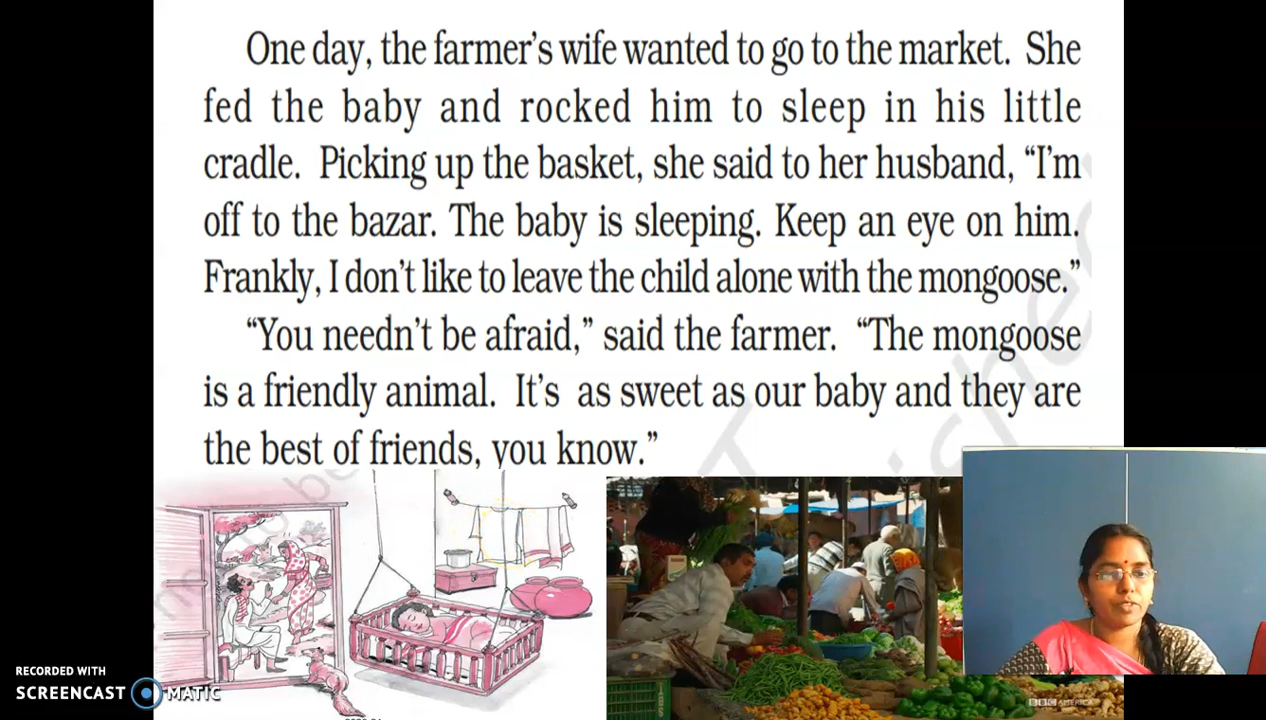 One day, the farmer's wife wanted to go to the market. She
fed the baby and rocked him to sleep in his little
cradle. Picking up the basket, she said to her husband, “I'm
off to the bazar. The baby is sleeping. Keep an eye on him.
Frankly, I don't like to leave the child alone with the mongoose.”
“You needn't be afraid,” said the farmer. “The mongoose
is a friendly animal. It's as sweet as our baby and they are
the best of friends, you know.”
RECORDED WITH
SCREENCAST MATIC
BBC AMERICA